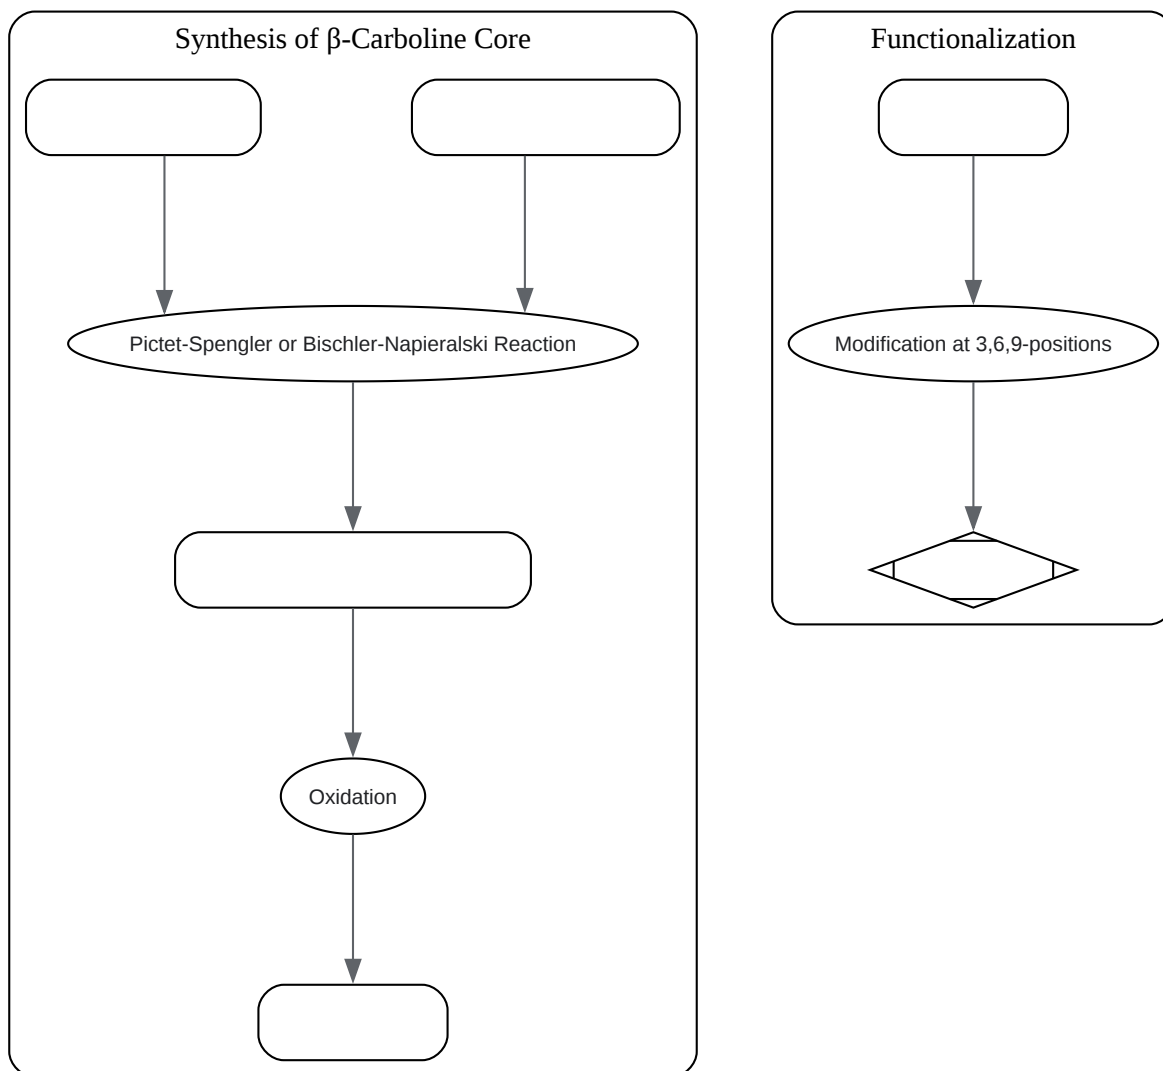 Synthesis of β-Carboline Core
Functionalization
Pictet-Spengler or Bischler-Napieralski Reaction
Modification at 3,6,9-positions
Oxidation